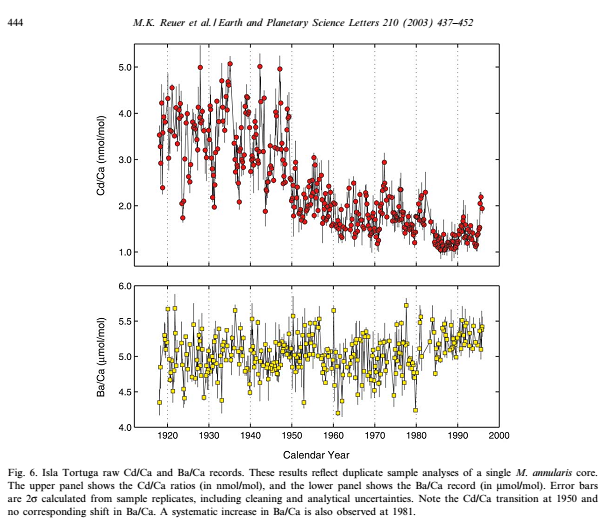 444
M.K. Reuer et al. / Earth and Planetary Science Letters 210 (2003) 437–452
5.0
4.0
3.0
2.0
1.0
Cd/Ca (nmol/mol)
6.0
5.5
5.0
4.5
4.0
Ba/Ca (μmol/mol)
1920 1930 1940 1950 1960 1970 1980 1990 2000
Calendar Year
Fig. 6. Isla Tortuga raw Cd/Ca and Ba/Ca records. These results reflect duplicate sample analyses of a single M. annularis core.
The upper panel shows the Cd/Ca ratios (in nmol/mol), and the lower panel shows the Ba/Ca record (in μmol/mol). Error bars
are 2σ calculated from sample replicates, including cleaning and analytical uncertainties. Note the Cd/Ca transition at 1950 and
no corresponding shift in Ba/Ca. A systematic increase in Ba/Ca is also observed at 1981.